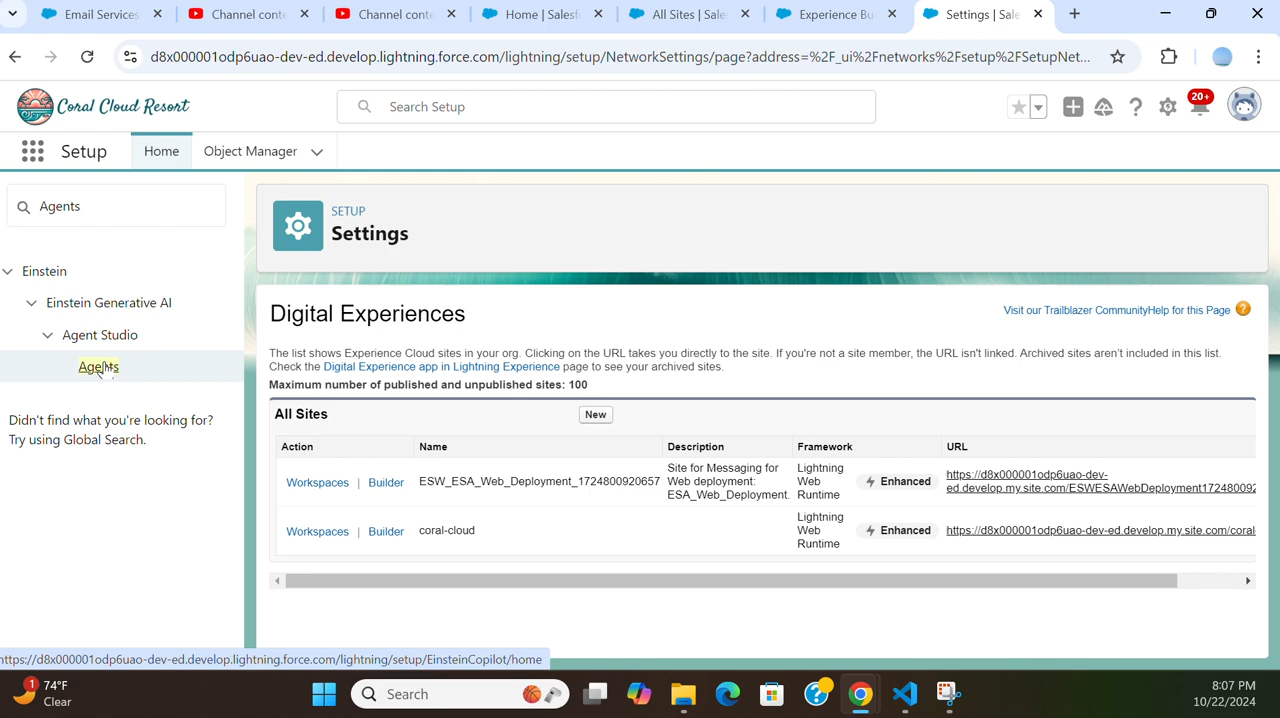 Email Services
Channel conte
Channel conte
Home | Salesf
All Sites | Sale
Experience Bu
Settings | Sale
d8x000001odp6uao-dev-ed.develop.lightning.force.com/lightning/setup/NetworkSettings/page?address=%2F_ui%2Fnetworks%2Fsetup%2FSetupNet...
Coral Cloud Resort
Search Setup
20+
Setup
Home
Object Manager
Agents
Einstein
Einstein Generative AI
Agent Studio
Agents
Didn't find what you're looking for?
Try using Global Search.
SETUP
Settings
Digital Experiences
Visit our Trailblazer Community
Help for this Page
The list shows Experience Cloud sites in your org. Clicking on the URL takes you directly to the site. If you're not a site member, the URL isn't linked. Archived sites aren't included in this list.
Check the Digital Experience app in Lightning Experience page to see your archived sites.
Maximum number of published and unpublished sites: 100
All Sites
New
Action Name Description Framework URL
Workspaces | Builder
ESW_ESA_Web_Deployment_1724800920657
Site for Messaging for
Web deployment:
ESA_Web_Deployment.
Lightning
Web
Runtime
Enhanced
https://d8x000001odp6uao-dev-
ed.develop.my.site.com/ESWESAWebDeployment172480092
Workspaces | Builder
coral-cloud
Lightning
Web
Runtime
Enhanced
https://d8x000001odp6uao-dev-ed.develop.my.site.com/coral-
https://d8x000001odp6uao-dev-ed.develop.lightning.force.com/lightning/setup/EinsteinCopilot/home
1
74°F
Clear
Search
8:07 PM
10/22/2024